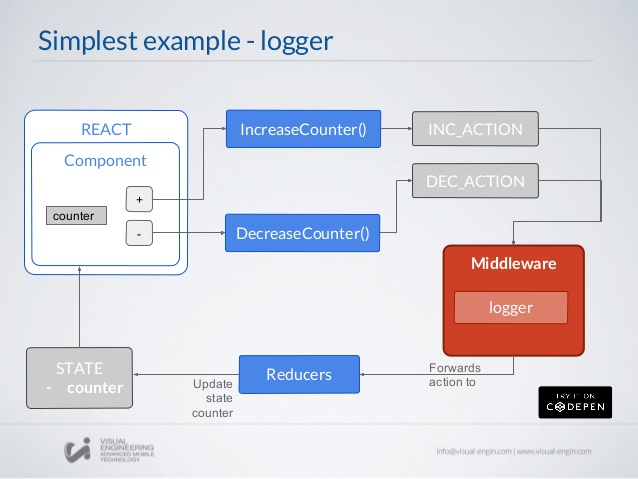 Simplest example - logger
REACT
Component
counter
+
-
IncreaseCounter()
DecreaseCounter()
INC_ACTION
DEC_ACTION
Middleware
logger
Forwards
action to
Reducers
Update
state
counter
STATE
- counter
TRY IT ON
CODEPEN
VISUAL
ENGINEERING
ADVANCED MOBILE
TECHNOLOGY
info@visual-engin.com | www.visual-engin.com